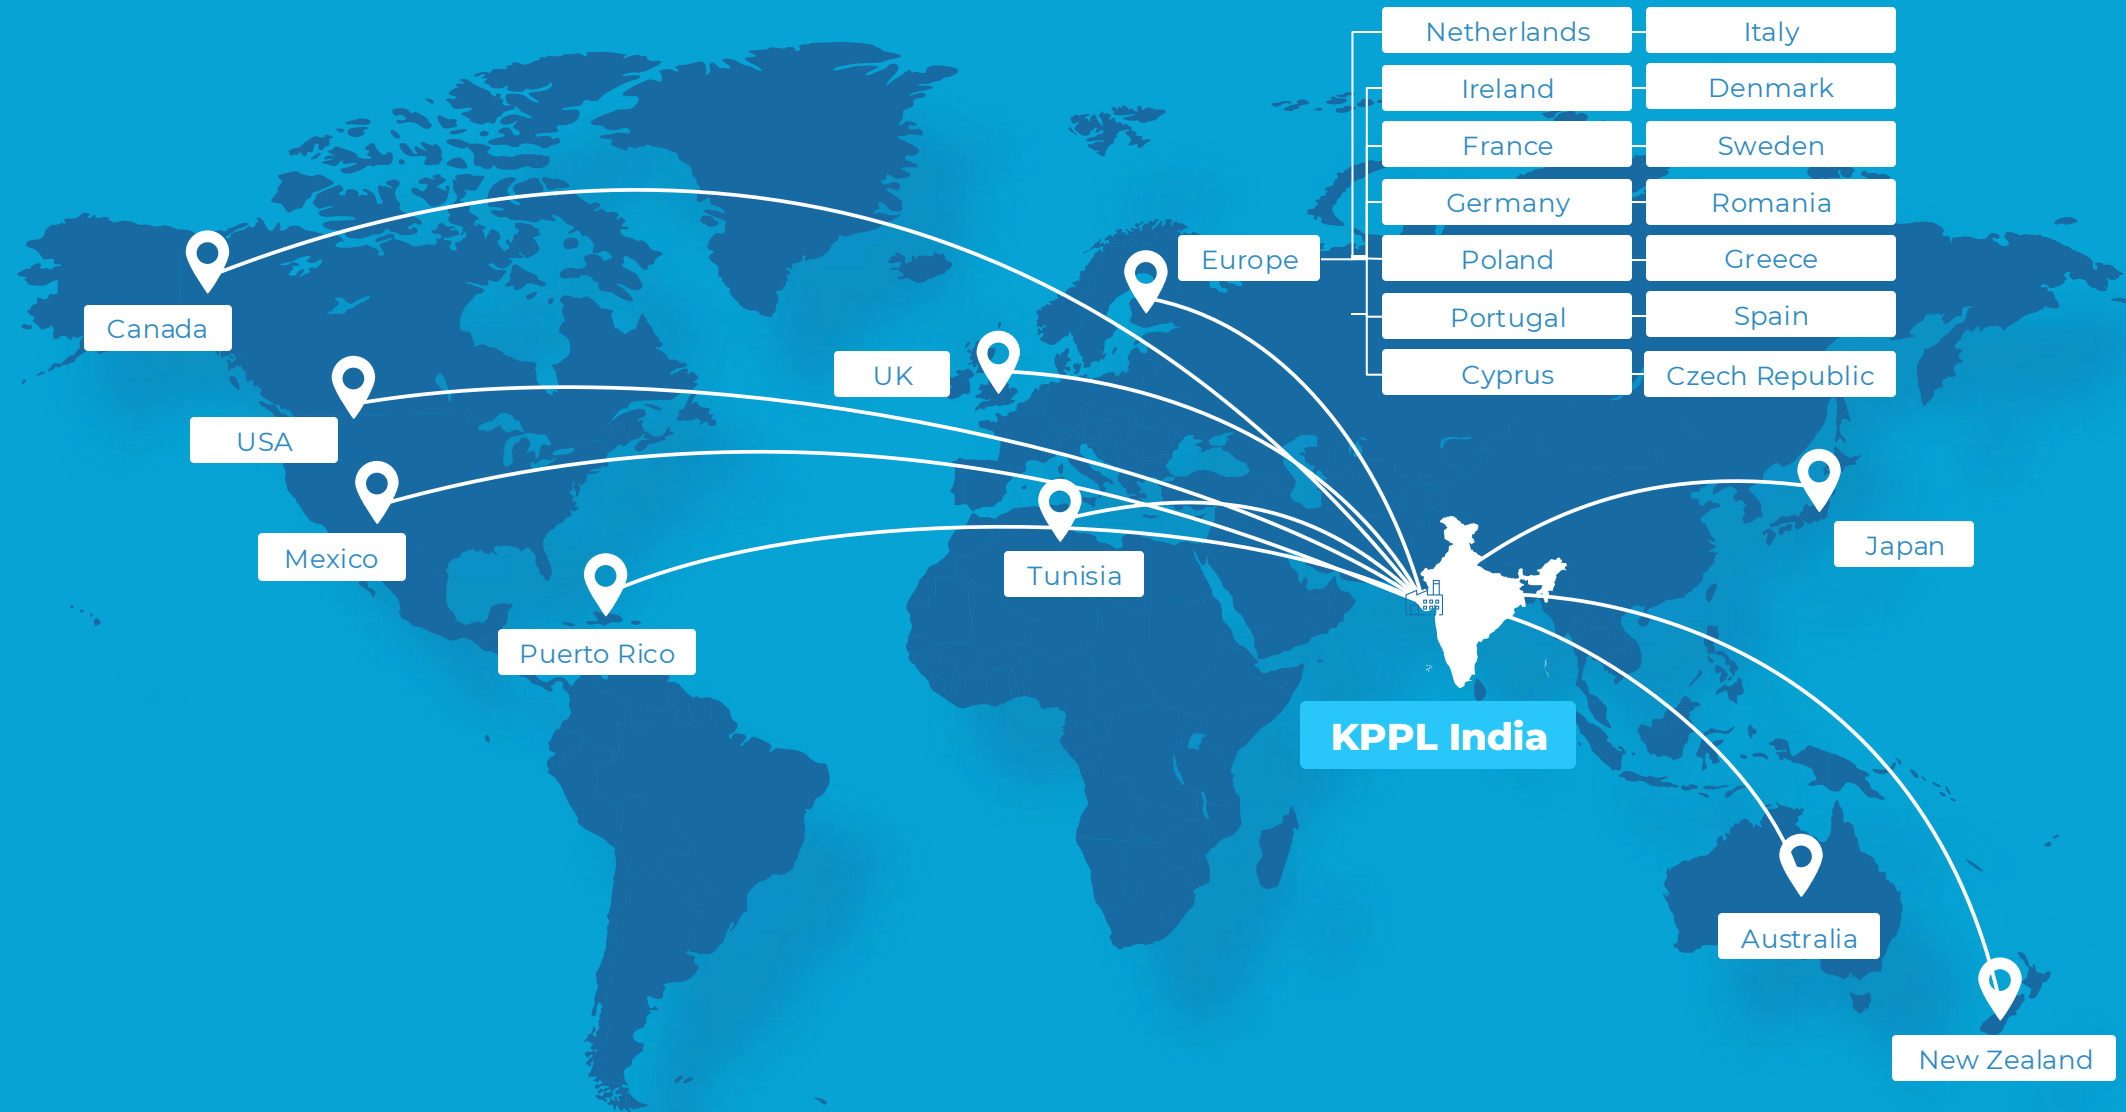 Netherlands
Italy
Ireland
Denmark
France
Sweden
Germany
Romania
Europe
Poland
Greece
Portugal
Spain
Cyprus
Czech Republic
Canada
UK
USA
Mexico
Tunisia
Japan
Puerto Rico
KPPL India
Australia
New Zealand